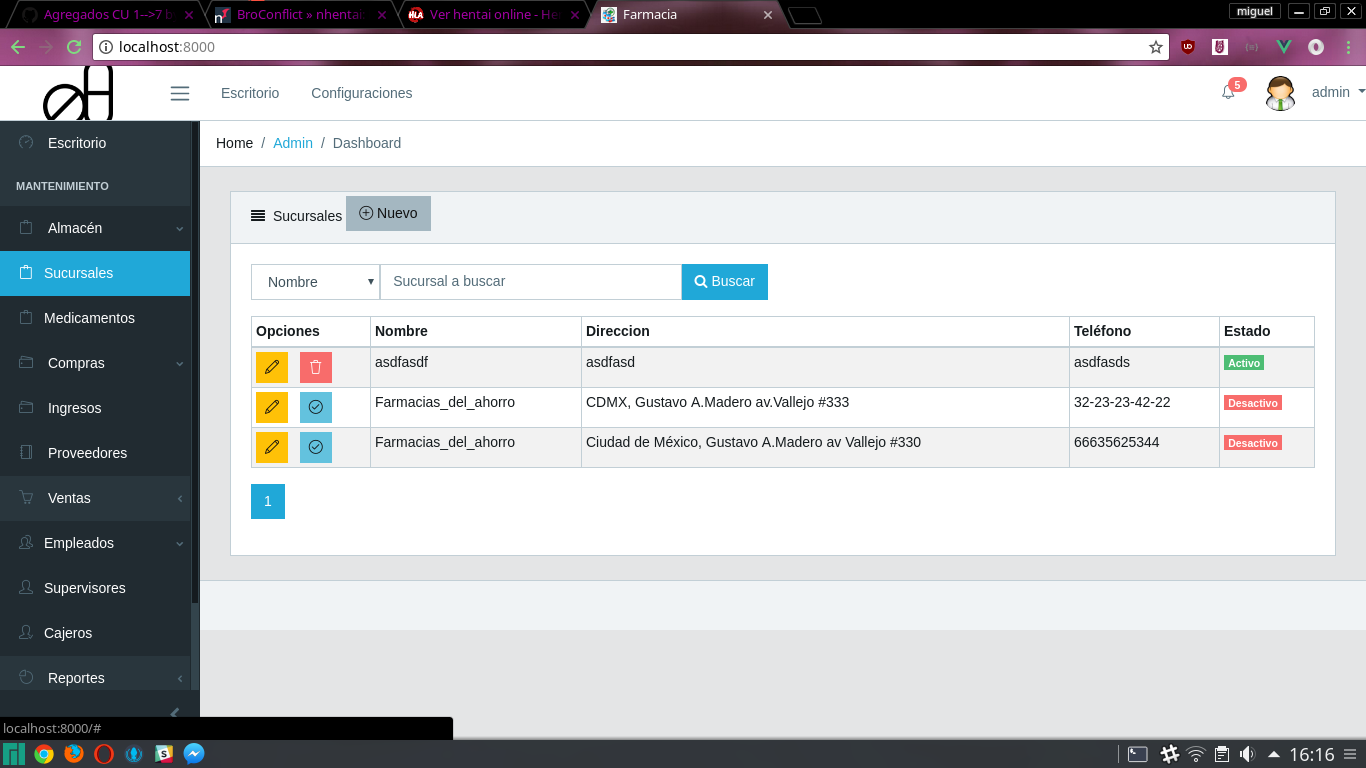 Agregados CU 1-->7 b
BroConflict » nhentai:
Ver hentai online - He
Farmacia
miguel
localhost:8000
Escritorio
Configuraciones
5
admin
Escritorio
Home / Admin / Dashboard
MANTENIMIENTO
Almacén
Sucursales
Medicamentos
Compras
Ingresos
Proveedores
Ventas
Empleados
Supervisores
Cajeros
Reportes
Sucursales
Nuevo
Nombre
Sucursal a buscar
Buscar
Opciones Nombre Direccion Teléfono Estado
asdfasdf asdfasd asdfasds Activo
Farmacias_del_ahorro CDMX, Gustavo A.Madero av.Vallejo #333 32-23-23-42-22 Desactivo
Farmacias_del_ahorro Ciudad de México, Gustavo A.Madero av Vallejo #330 66635625344 Desactivo
1
localhost:8000/#
16:16